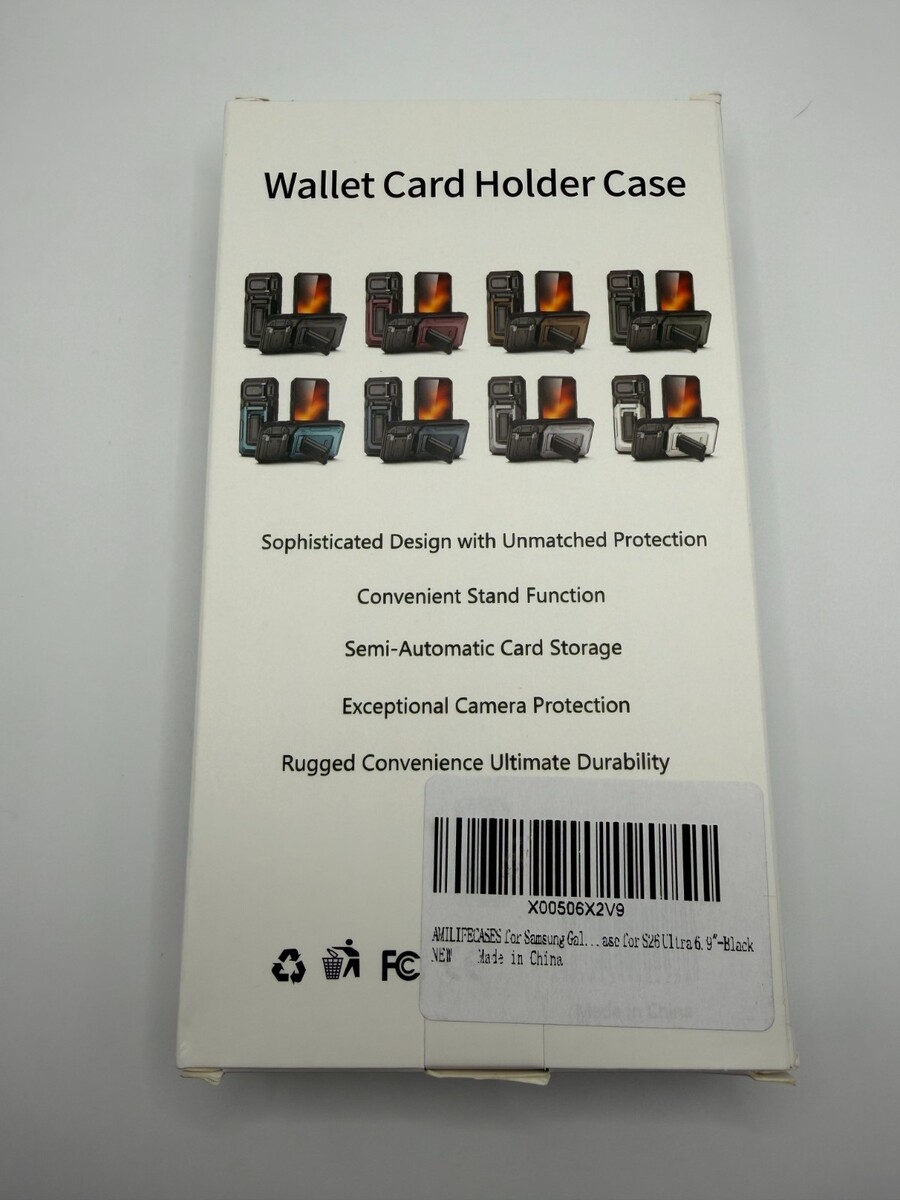 Wallet Card Holder Case
Sophisticated Design with Unmatched Protection
Convenient Stand Function
Semi-Automatic Card Storage
Exceptional Camera Protection
Rugged Convenience Ultimate Durability
X00506X2V9
AMILIFECASES for Samsung Gal...ase for S26 Ultra 6.9"-Black
NEW Made in China
FC
Made in China